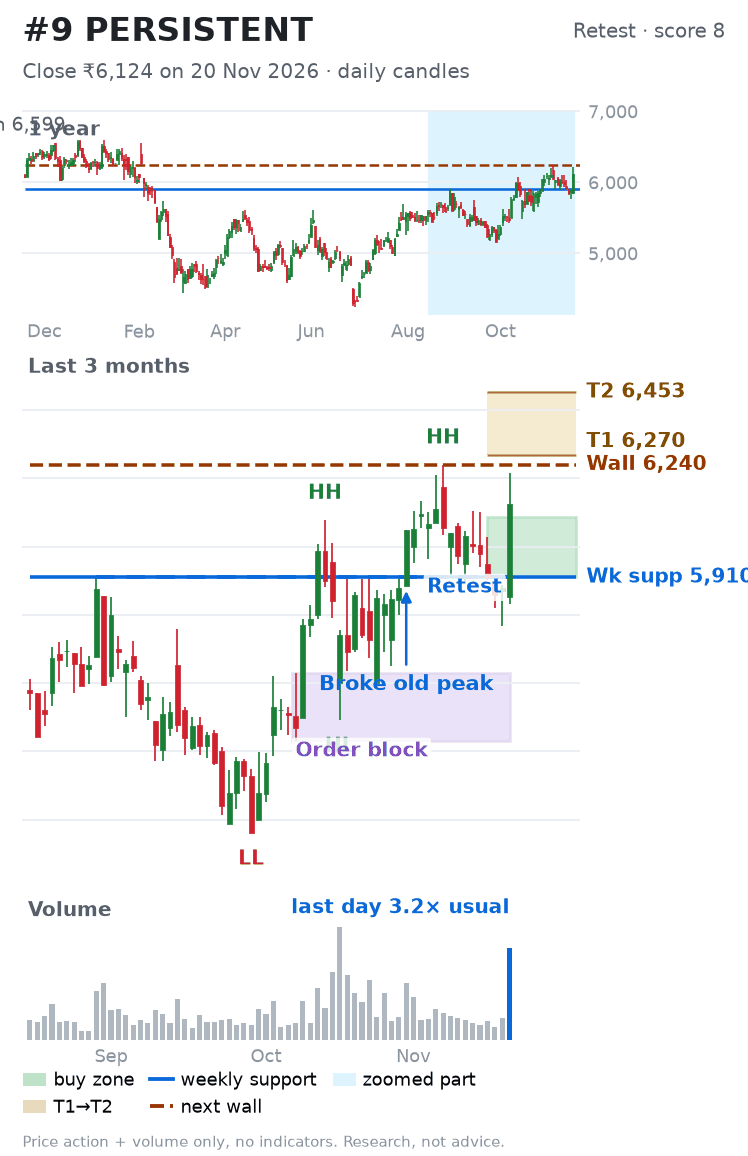 #9 PERSISTENT
Retest · score 8
Close ₹6,124 on 20 Nov 2026 · daily candles
6,599
1 year
7,000
6,000
5,000
Dec Feb Apr Jun Aug Oct
Last 3 months
T2 6,453
HH
T1 6,270
Wall 6,240
HH
Wk supp 5,910
Retest
Broke old peak
Order block
LL
Volume
last day 3.2× usual
Sep Oct Nov
buy zone weekly support zoomed part
T1→T2 next wall
Price action + volume only, no indicators. Research, not advice.